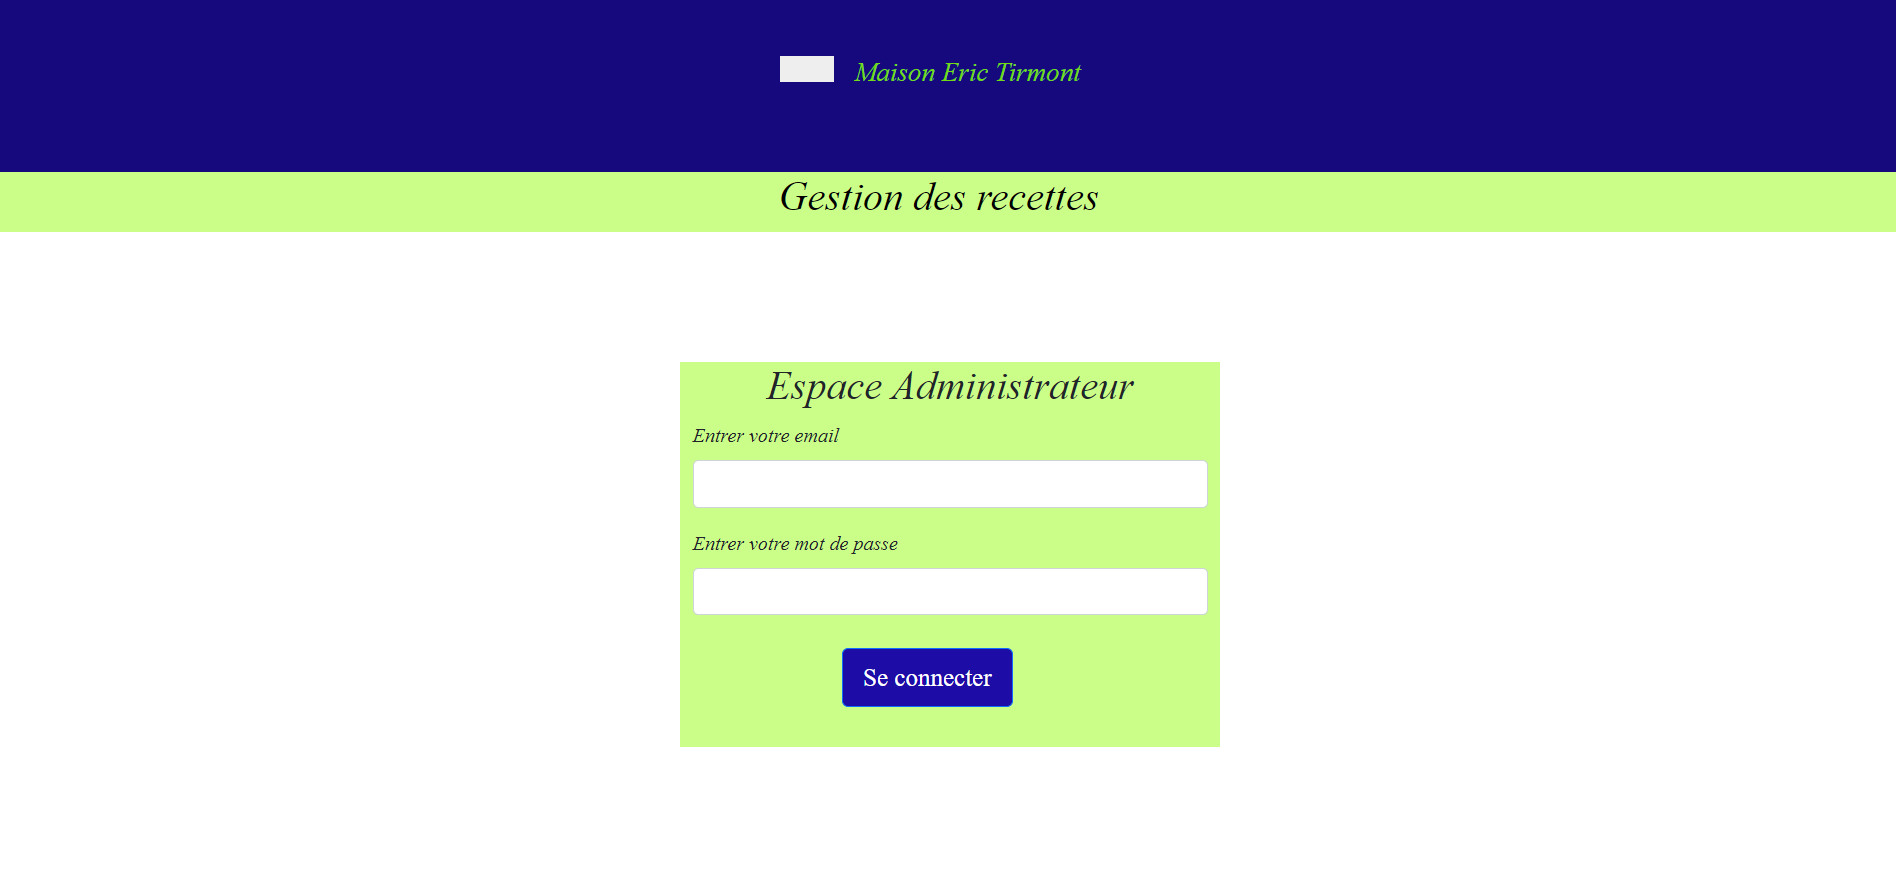 Maison Eric Tirmont
Gestion des recettes
Espace Administrateur
Entrer votre email
Entrer votre mot de passe
Se connecter